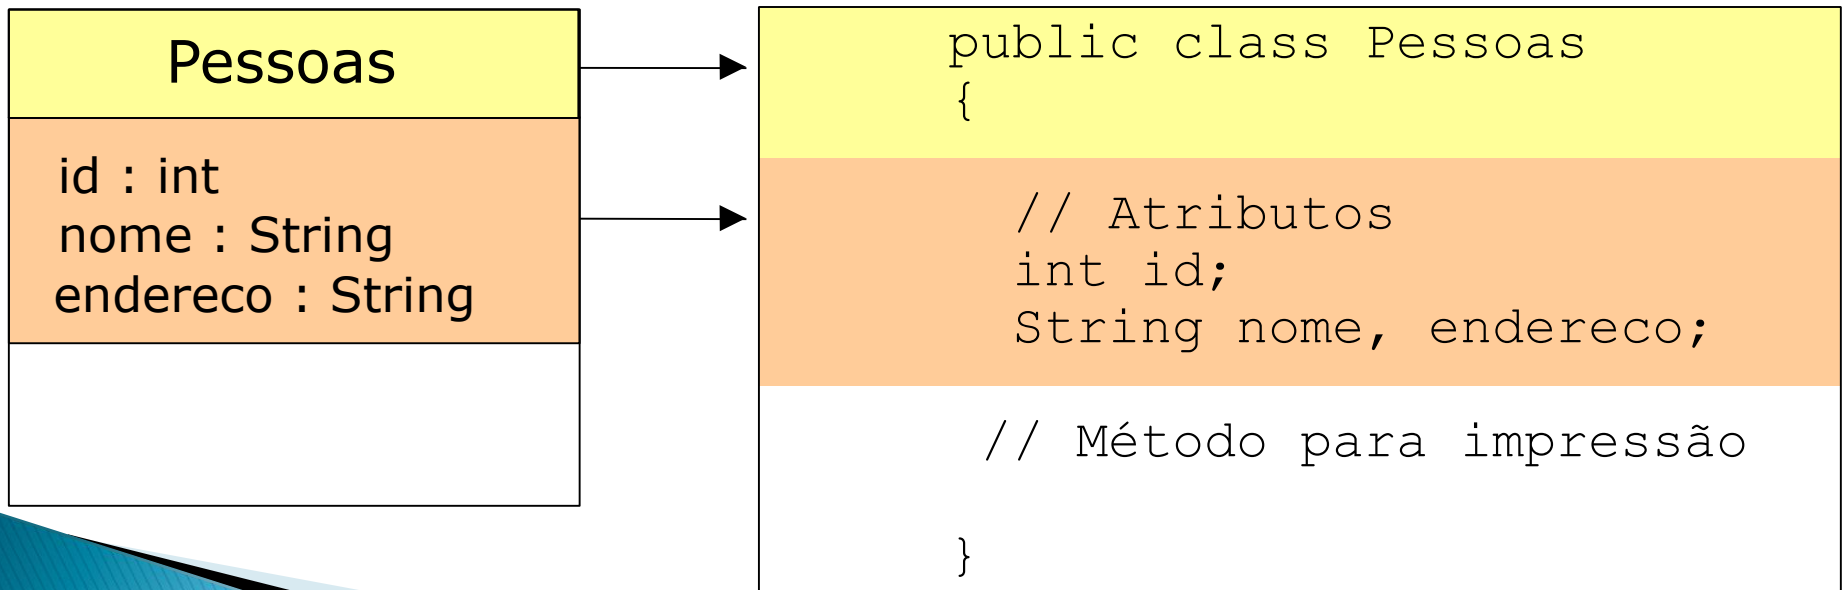 Pessoas
id : int
nome : String
endereco : String
public class Pessoas
{
// Atributos
int id;
String nome, endereco;
// Método para impressão
}